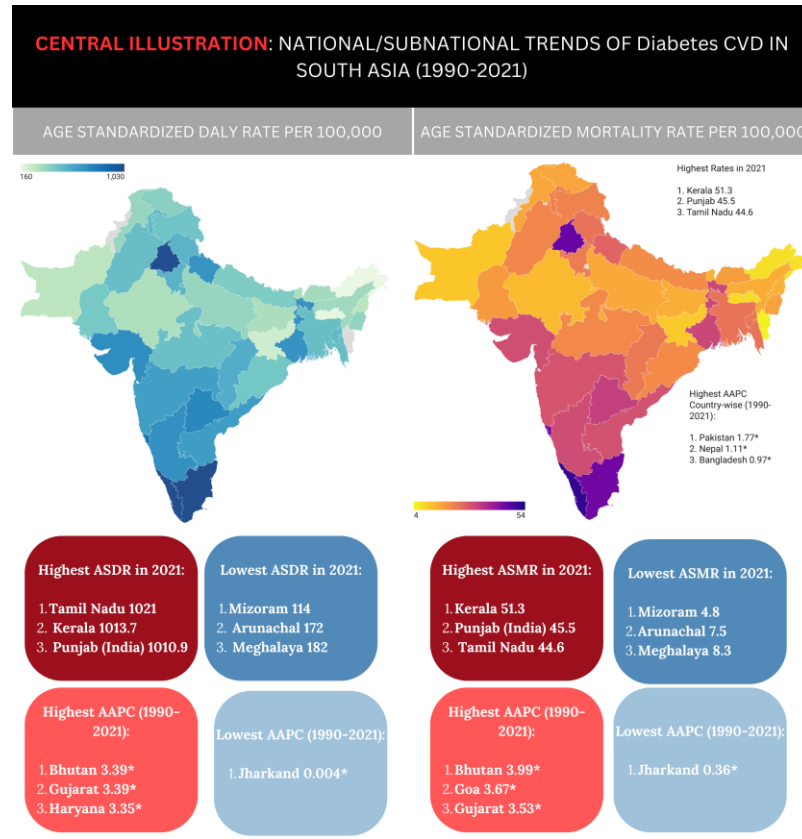 CENTRAL ILLUSTRATION: NATIONAL/SUBNATIONAL TRENDS OF Diabetes CVD IN
SOUTH ASIA (1990-2021)
AGE STANDARDIZED DALY RATE PER 100,000
AGE STANDARDIZED MORTALITY RATE PER 100,000
160
1,030
Highest Rates in 2021
1. Kerala 51.3
2. Punjab 45.5
3. Tamil Nadu 44.6
Highest AAPC
Country-wise (1990-
2021):
1. Pakistan 1.77*
2. Nepal 1.11*
3. Bangladesh 0.97*
4
54
Highest ASDR in 2021:
1. Tamil Nadu 1021
2. Kerala 1013.7
3. Punjab (India) 1010.9
Lowest ASDR in 2021:
1. Mizoram 114
2. Arunachal 172
3. Meghalaya 182
Highest ASMR in 2021:
1. Kerala 51.3
2. Punjab (India) 45.5
3. Tamil Nadu 44.6
Lowest ASMR in 2021:
1. Mizoram 4.8
2. Arunachal 7.5
3. Meghalaya 8.3
Highest AAPC (1990-
2021):
1. Bhutan 3.39*
2. Gujarat 3.39*
3. Haryana 3.35*
Lowest AAPC (1990-2021):
1. Jharkand 0.004*
Highest AAPC (1990-
2021):
1. Bhutan 3.99*
2. Goa 3.67*
3. Gujarat 3.53*
Lowest AAPC (1990-2021):
1. Jharkand 0.36*